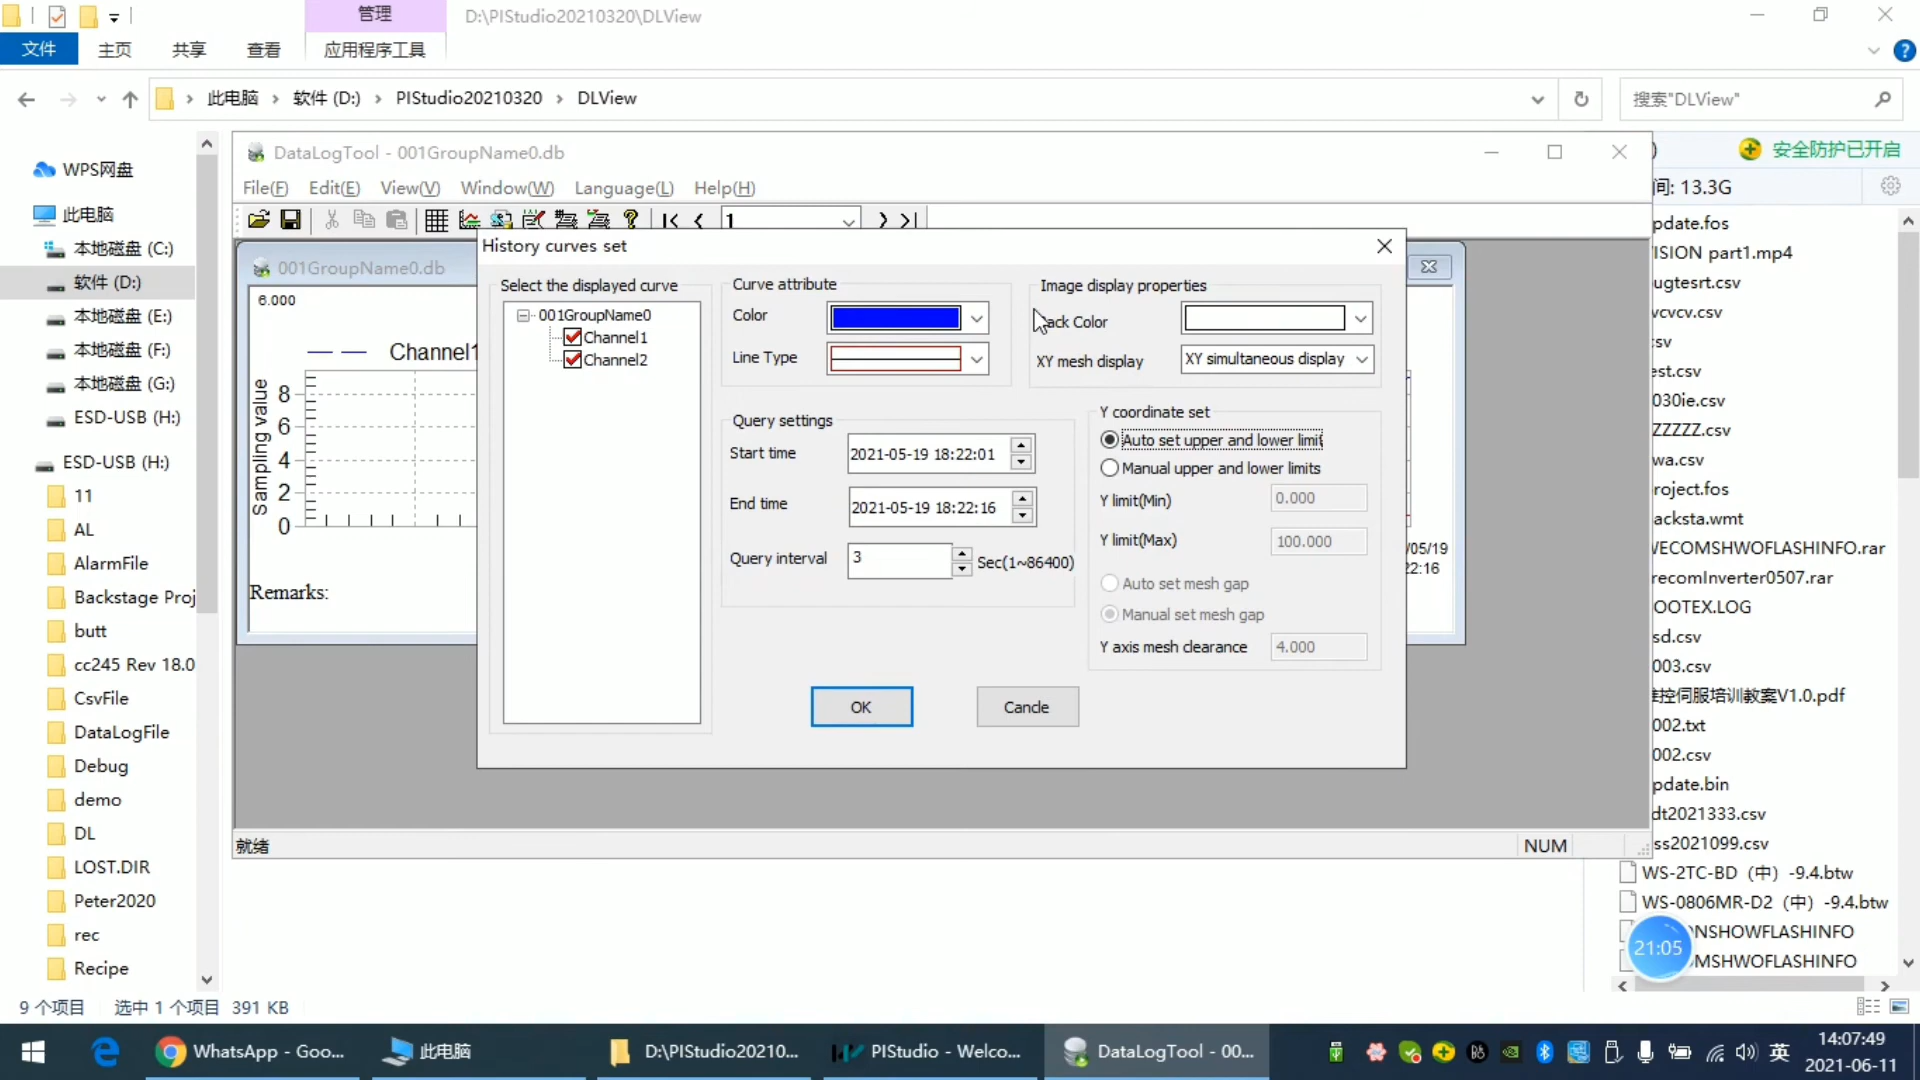 管理
D:\PIStudio20210320\DLView
文件
主页
共享
查看
应用程序工具
此电脑
软件 (D:)
PIStudio20210320
DLView
搜索"DLView"
WPS网盘
此电脑
本地磁盘 (C:)
软件 (D:)
本地磁盘 (E:)
本地磁盘 (F:)
本地磁盘 (G:)
ESD-USB (H:)
ESD-USB (H:)
11
AL
AlarmFile
Backstage Proj
butt
cc245 Rev 18.0
CsvFile
DataLogFile
Debug
demo
DL
LOST.DIR
Peter2020
rec
Recipe
9 个项目
选中 1 个项目 391 KB
DataLogTool - 001GroupName0.db
File(F)
Edit(E)
View(V)
Window(W)
Language(L)
Help(H)
1
001GroupName0.db
6.000
Channel1
Sampling value
8
6
4
2
0
Remarks:
/05/19
22:16
History curves set
Select the displayed curve
001GroupName0
Channel1
Channel2
Curve attribute
Color
Line Type
Image display properties
ack Color
XY mesh display
XY simultaneous display
Query settings
Start time
2021-05-19 18:22:01
End time
2021-05-19 18:22:16
Query interval
3
Sec(1~86400)
Y coordinate set
Auto set upper and lower limit
Manual upper and lower limits
Y limit(Min)
0.000
Y limit(Max)
100.000
Auto set mesh gap
Manual set mesh gap
Y axis mesh clearance
4.000
OK
Cancle
就绪
NUM
安全防护已开启
间: 13.3G
pdate.fos
ISION part1.mp4
ugtesrt.csv
vcvcv.csv
sv
est.csv
030ie.csv
ZZZZZ.csv
wa.csv
roject.fos
acksta.wmt
WECOMSHWOFLASHINFO.rar
recomInverter0507.rar
OOTEX.LOG
sd.csv
003.csv
控伺服培训教案V1.0.pdf
002.txt
002.csv
pdate.bin
dt2021333.csv
ss2021099.csv
WS-2TC-BD（中）-9.4.btw
WS-0806MR-D2（中）-9.4.btw
NSHOWFLASHINFO
MSHWOFLASHINFO
21:05
WhatsApp - Goo...
此电脑
D:\PIStudio20210...
PIStudio - Welco...
DataLogTool - 00...
英
14:07:49
2021-06-11